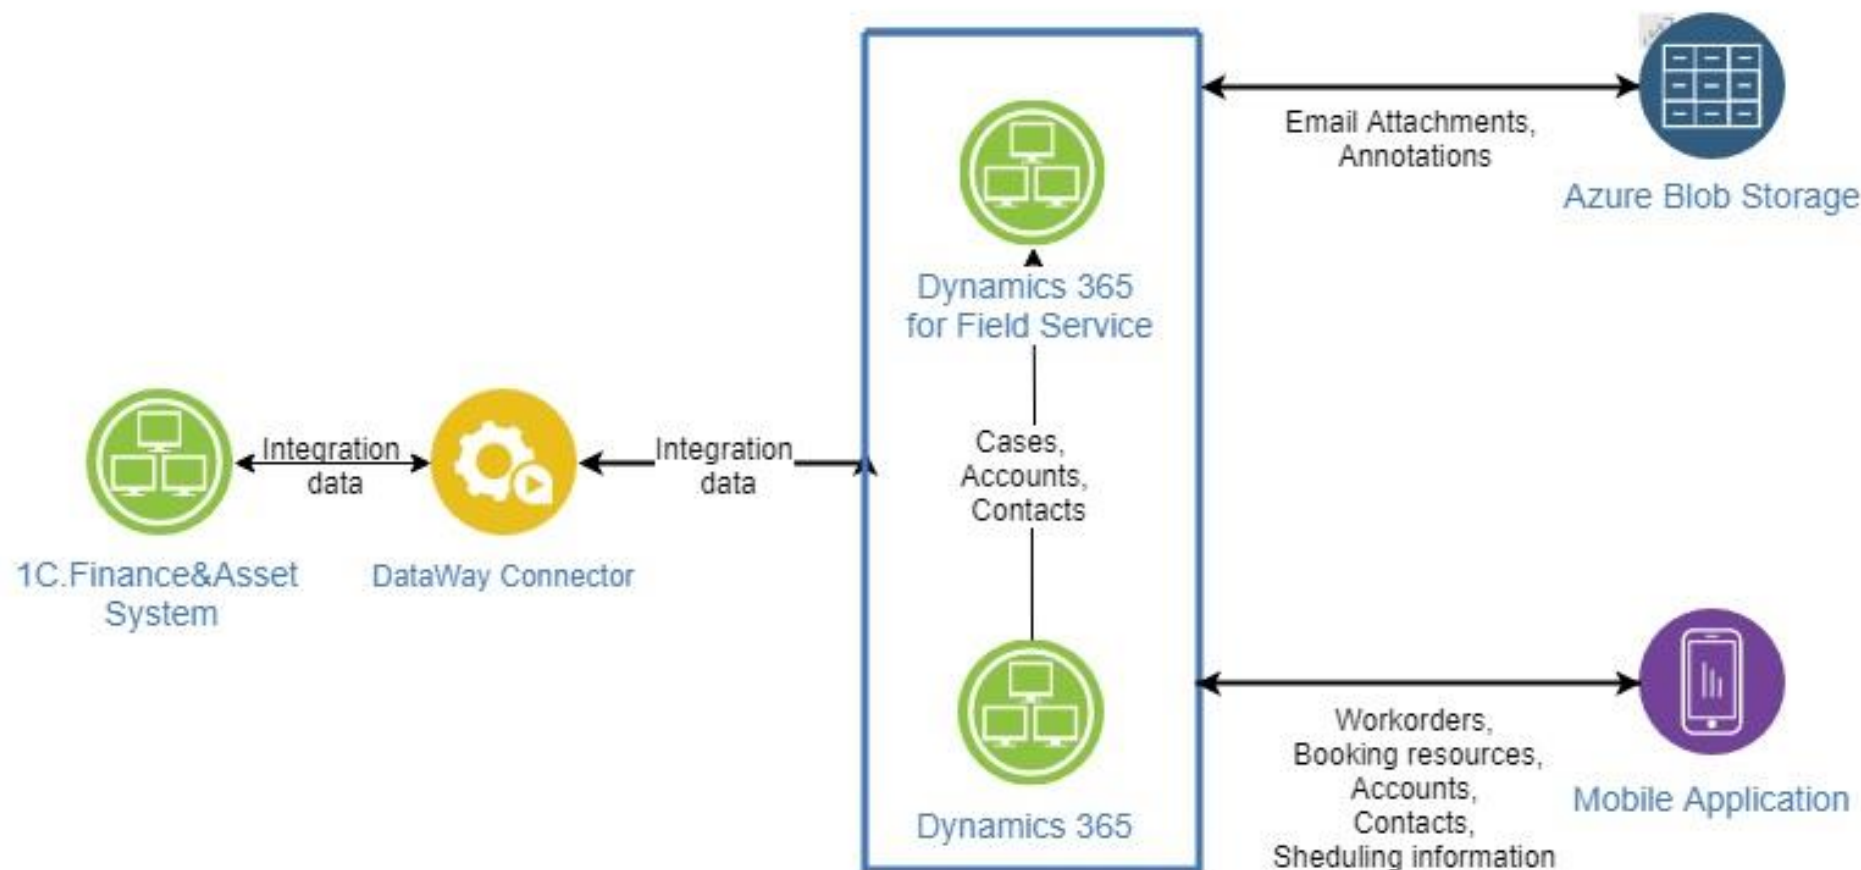 Email Attachments,
Annotations
Azure Blob Storage
Dynamics 365
for Field Service
Integration
data
Integration
data
Cases,
Accounts,
Contacts
1C.Finance&Asset
System
DataWay Connector
Dynamics 365
Workorders,
Booking resources,
Accounts,
Contacts,
Sheduling information
Mobile Application